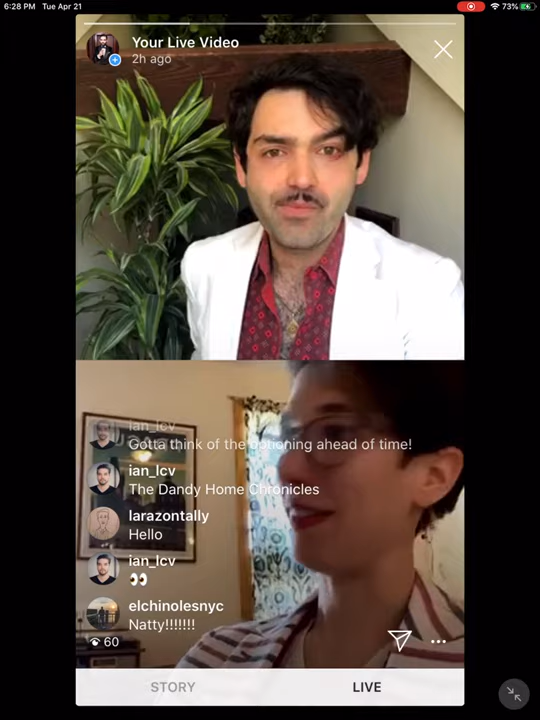 6:28 PM Tue Apr 21
73%
Your Live Video
2h ago
ian_lcv
Gotta think of the optioning ahead of time!
ian_lcv
The Dandy Home Chronicles
larazontally
Hello
ian_lcv
👀
elchinolesnyc
Natty!!!!!!!
60
STORY
LIVE